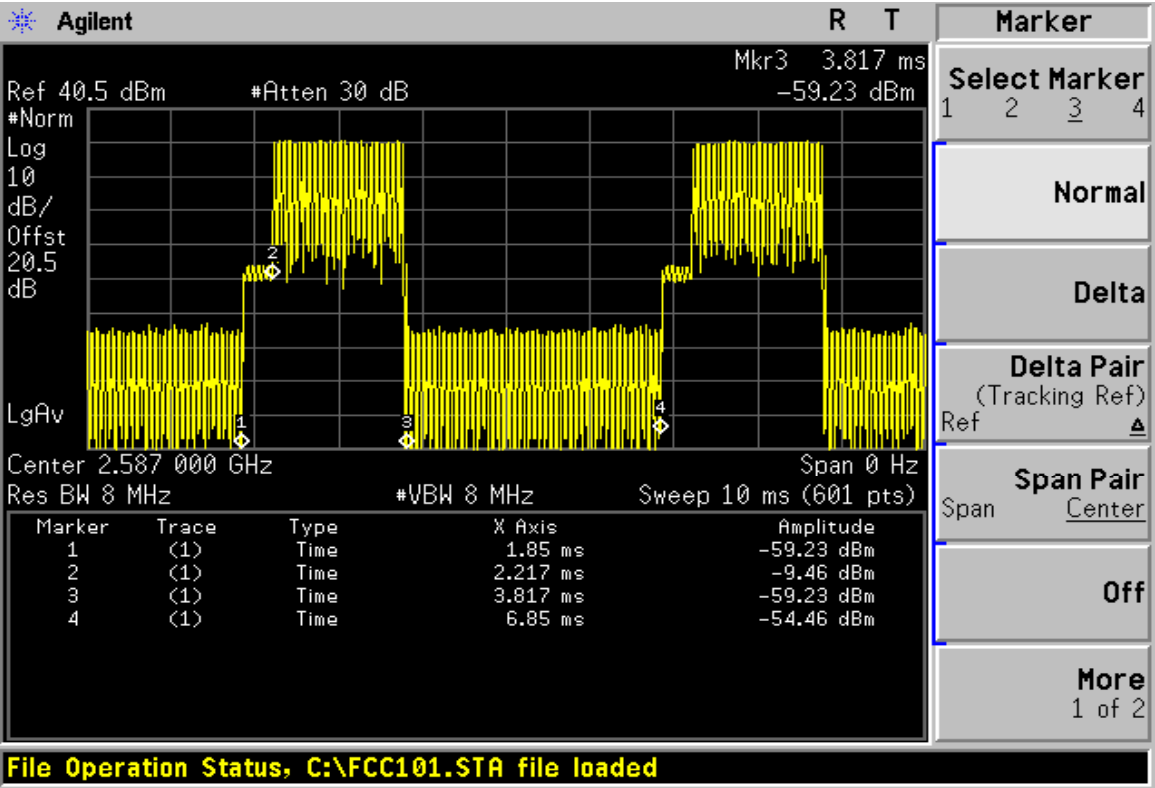 Agilent R T
Mkr3 3.817 ms
Ref 40.5 dBm #Atten 30 dB -59.23 dBm
#Norm
Log
10
dB/
Offst
20.5
dB
LgAv
2
1
3
4
Center 2.587 000 GHz Span 0 Hz
Res BW 8 MHz #VBW 8 MHz Sweep 10 ms (601 pts)
Marker Trace Type X Axis Amplitude
1 (1) Time 1.85 ms -59.23 dBm
2 (1) Time 2.217 ms -9.46 dBm
3 (1) Time 3.817 ms -59.23 dBm
4 (1) Time 6.85 ms -54.46 dBm
File Operation Status, C:\FCC101.STA file loaded
Marker
Select Marker
1 2 3 4
Normal
Delta
Delta Pair
(Tracking Ref)
Ref Δ
Span Pair
Span Center
Off
More
1 of 2